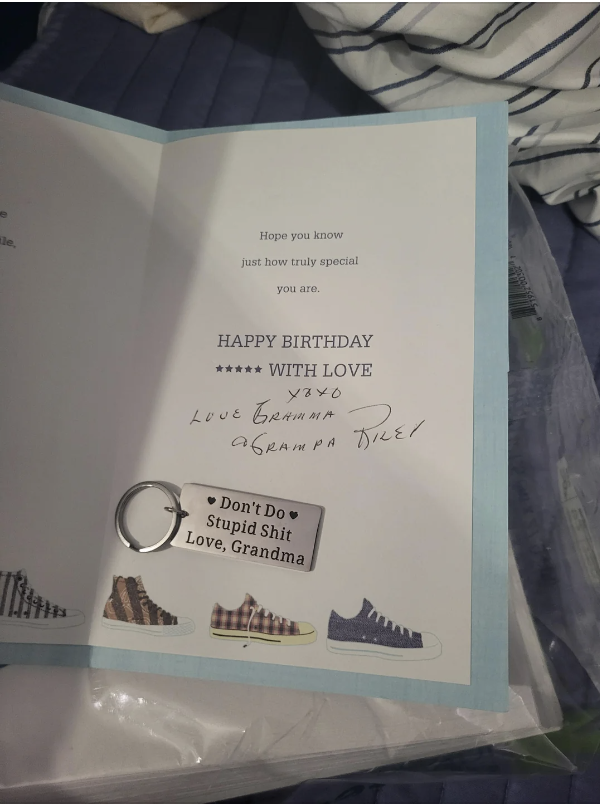 Hope you know
just how truly special
you are.
HAPPY BIRTHDAY
***** WITH LOVE
XOXO
LOVE GRAMMA
& GRAMPA RILEY
♥ Don't Do ♥
Stupid Shit
Love, Grandma